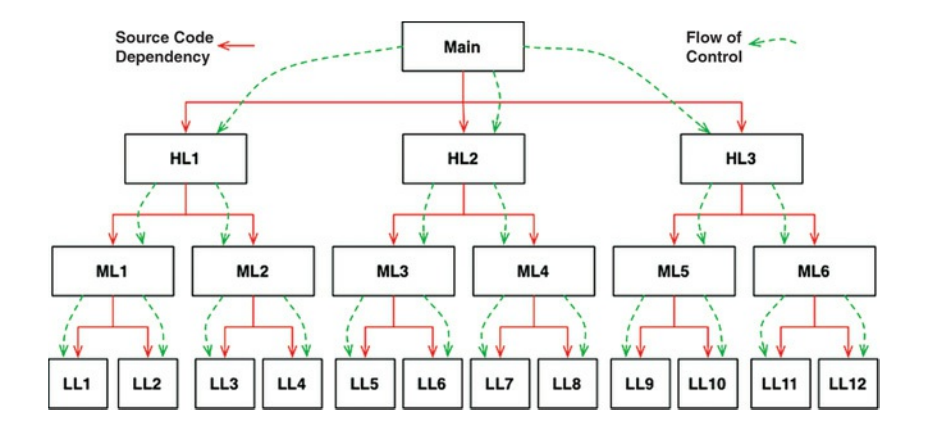 Source Code
Dependency
Main
Flow of
Control
HL1
HL2
HL3
ML1
ML2
ML3
ML4
ML5
ML6
LL1
LL2
LL3
LL4
LL5
LL6
LL7
LL8
LL9
LL10
LL11
LL12